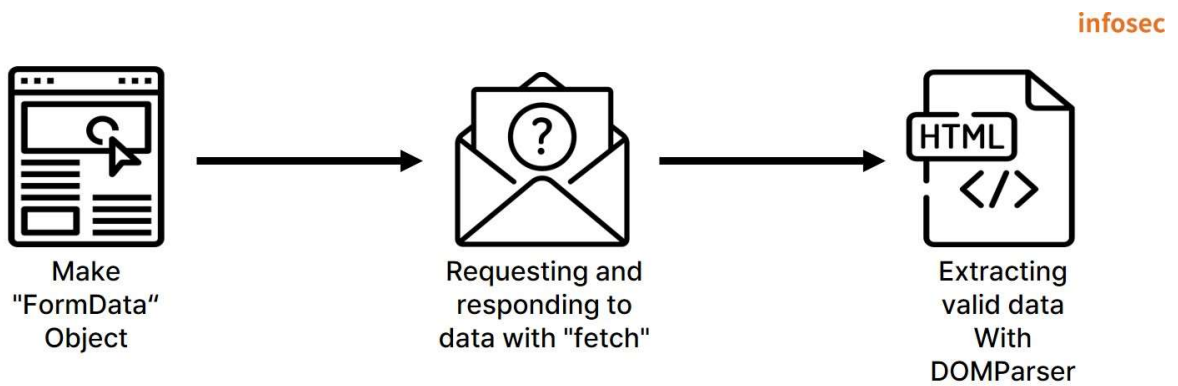 infosec
Make
"FormData“
Object
?
Requesting and
responding to
data with "fetch"
HTML
</>
Extracting
valid data
With
DOMParser